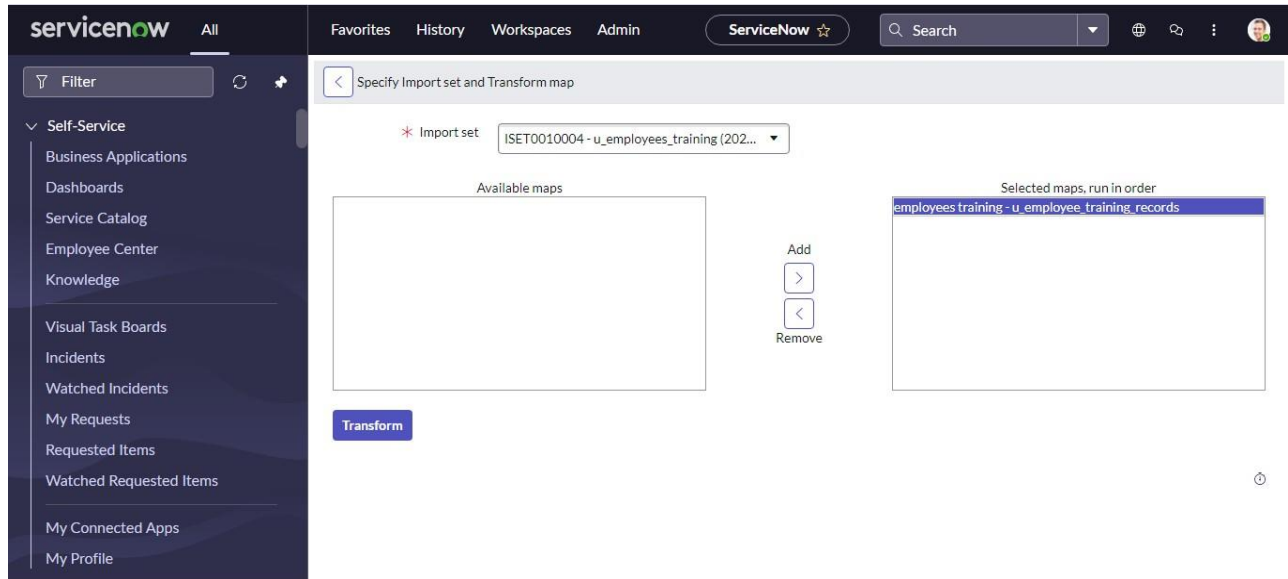 servicenow All Favorites History Workspaces Admin ServiceNow Search
Filter
Specify Import set and Transform map
Self-Service
Business Applications
Dashboards
Service Catalog
Employee Center
Knowledge
Visual Task Boards
Incidents
Watched Incidents
My Requests
Requested Items
Watched Requested Items
My Connected Apps
My Profile
* Import set ISET0010004 - u_employees_training (202...
Available maps
Add
Remove
Selected maps, run in order
employees training - u_employee_training_records
Transform